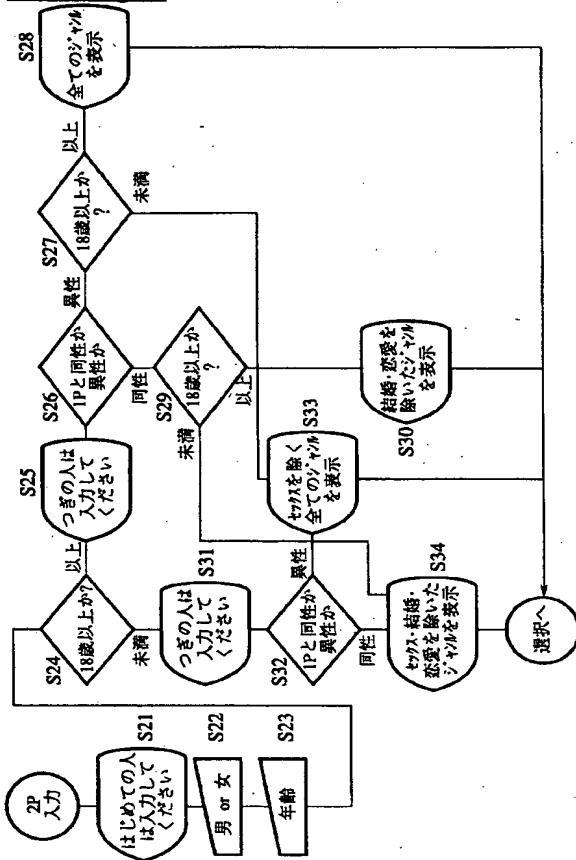 2P
入力
はじめての人
は入力して
ください
S21
男 or 女
S22
年齢
S23
18歳以上か?
S24
以上
未満
つぎの人は
入力して
ください
S25
1Pと同性か
異性か
S26
異性
同性
18歳以上か
?
S27
以上
未満
全てのジャンル
を表示
S28
18歳以上か
?
S29
未満
以上
結婚・恋愛を
除いたジャンル
を表示
S30
つぎの人は
入力して
ください
S31
1Pと同性か
異性か
S32
異性
同性
セックスを除く
全てのジャンル
を表示
S33
セックス・結婚・
恋愛を除いた
ジャンルを表示
S34
選択へ